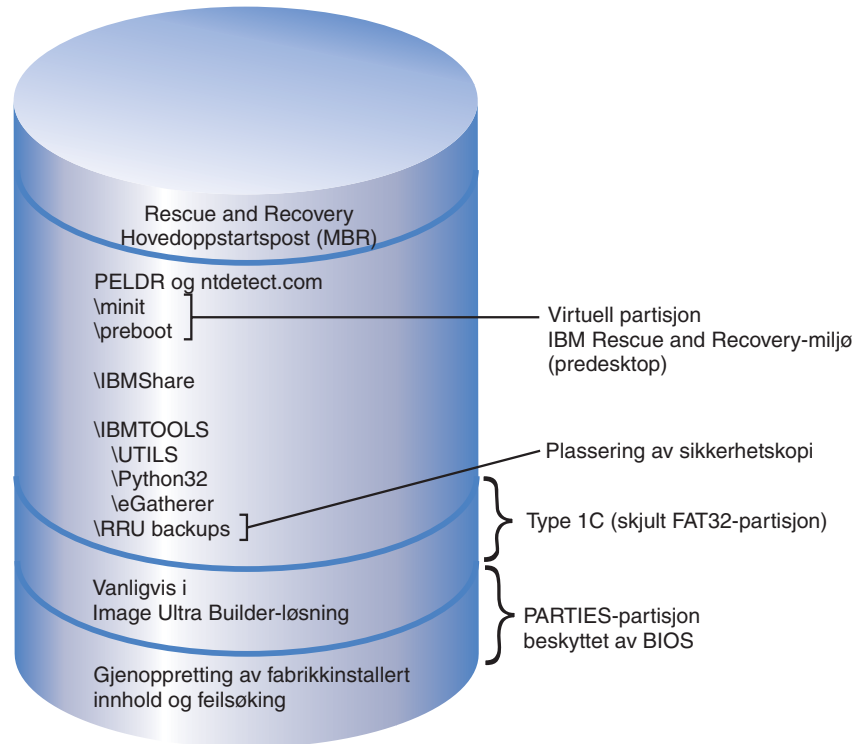 Rescue and Recovery
Hovedoppstartspost (MBR)
PELDR og ntdetect.com
\minit
\preboot
\IBMShare
\IBMTOOLS
\UTILS
\Python32
\eGatherer
\RRU backups
Vanligvis i
Image Ultra Builder-løsning
Gjenoppretting av fabrikkinstallert
innhold og feilsøking
Virtuell partisjon
IBM Rescue and Recovery-miljø
(predesktop)
Plassering av sikkerhetskopi
Type 1C (skjult FAT32-partisjon)
PARTIES-partisjon
beskyttet av BIOS